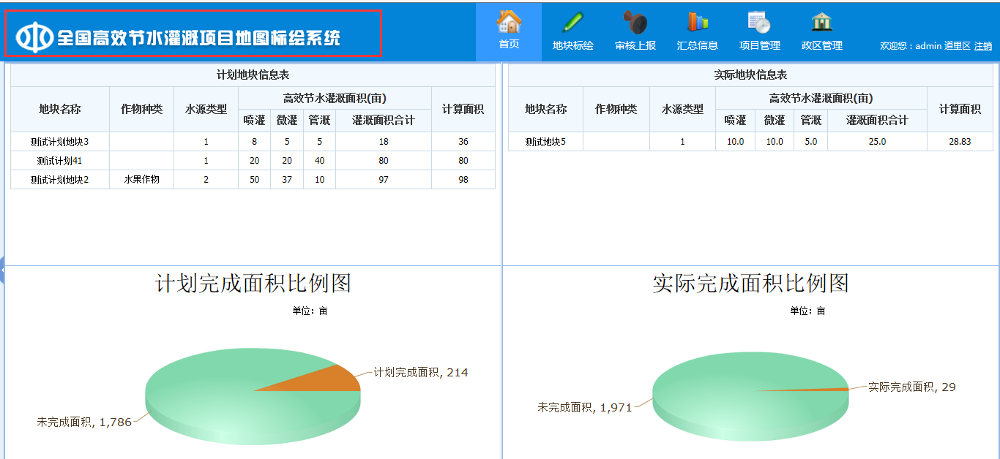 全国高效节水灌溉项目地图标绘系统
首页 地块标绘 审核上报 汇总信息 项目管理 政区管理 欢迎您：admin 道里区 注销
计划地块信息表
地块名称 作物种类 水源类型 高效节水灌溉面积(亩) 计算面积
喷灌 微灌 管溉 灌溉面积合计
测试计划地块3 1 8 5 5 18 36
测试计划41 1 20 20 40 80 80
测试计划地块2 水果作物 2 50 37 10 97 98
实际地块信息表
地块名称 作物种类 水源类型 高效节水灌溉面积(亩) 计算面积
喷灌 微灌 管溉 灌溉面积合计
测试地块5 1 10.0 10.0 5.0 25.0 28.83
计划完成面积比例图
单位：亩
计划完成面积, 214
未完成面积, 1,786
实际完成面积比例图
单位：亩
实际完成面积, 29
未完成面积, 1,971